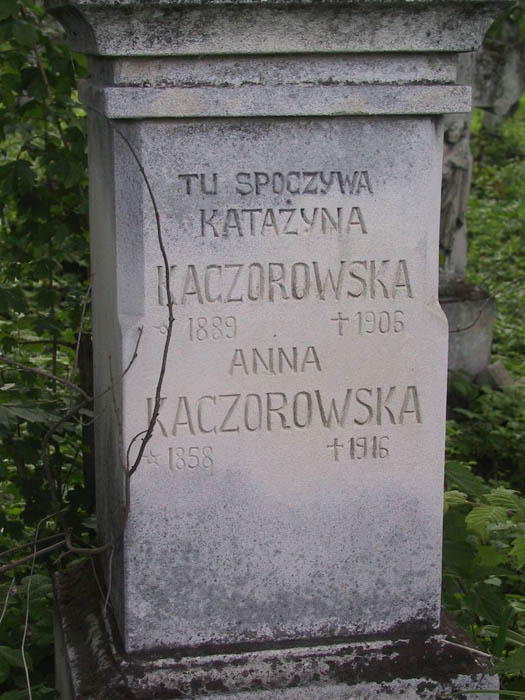 TU SPOCZYWA
KATAŻYNA
KACZOROWSKA
☆ 1889 ✝1906
ANNA
KACZOROWSKA
☆ 1858 ✝1916